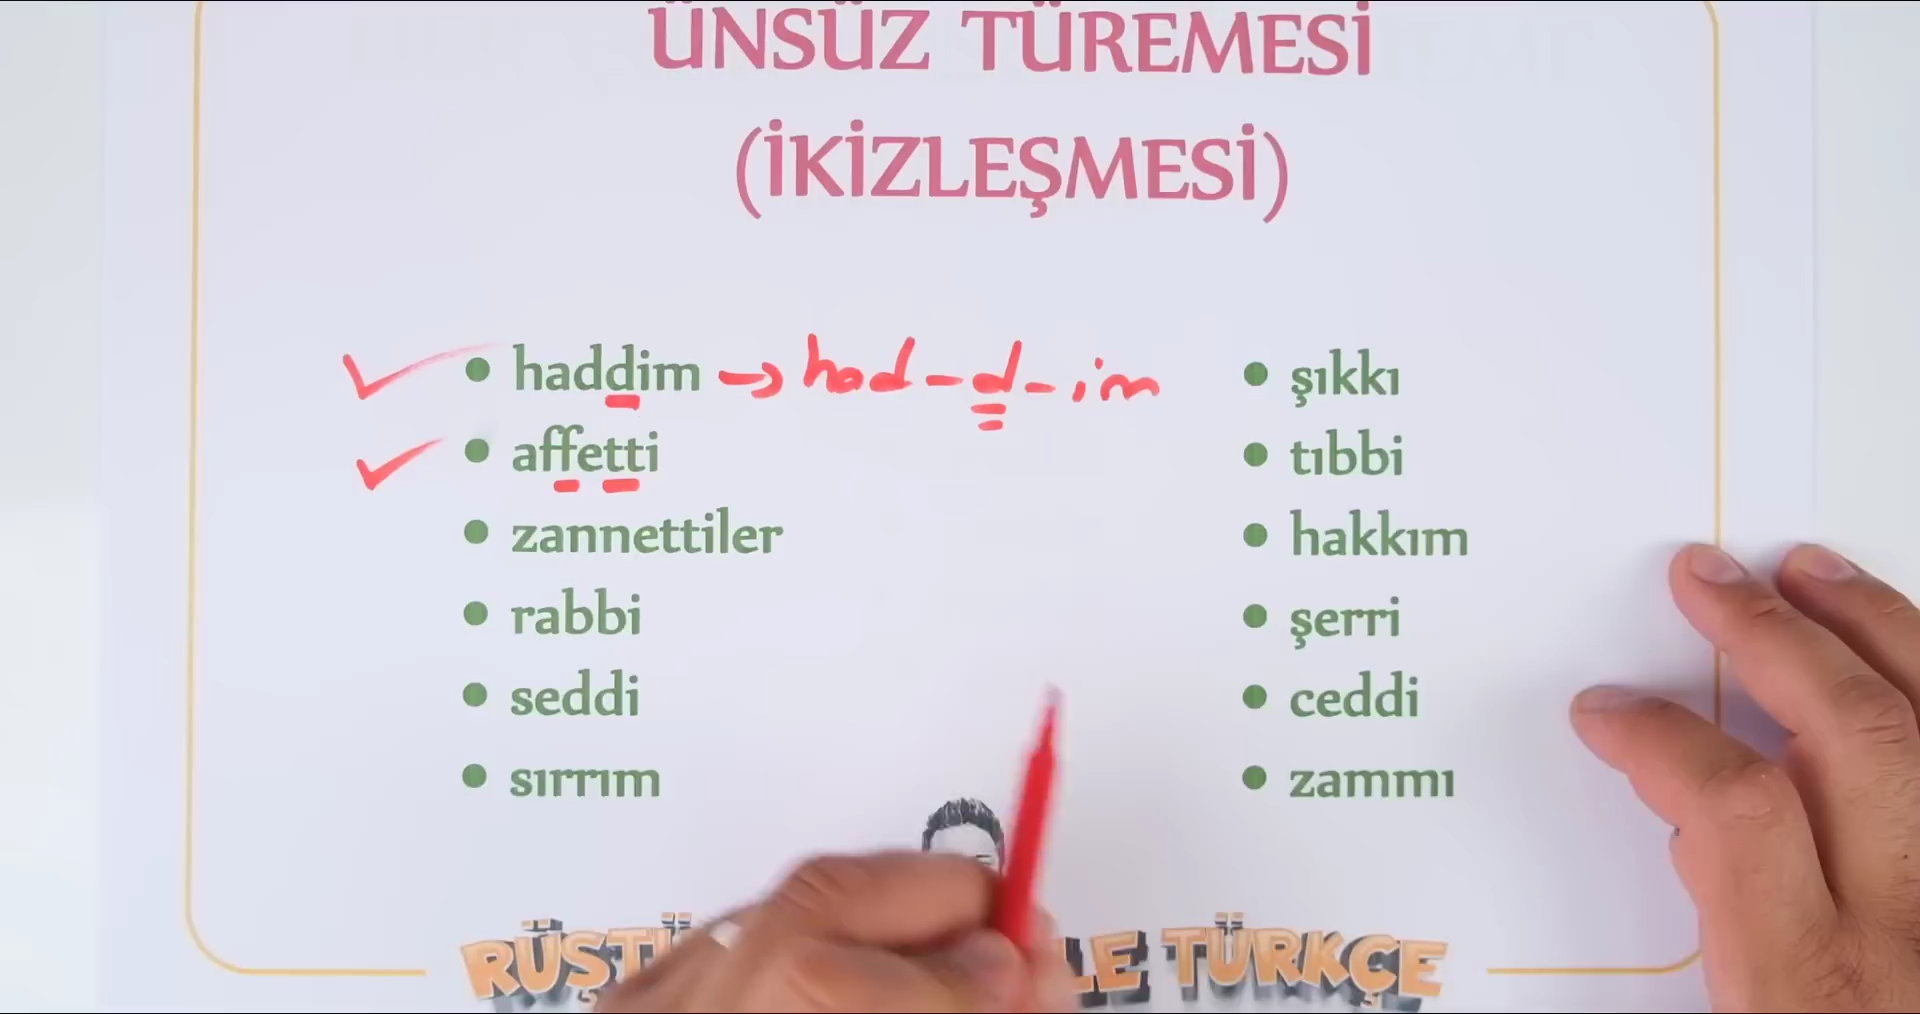 ÜNSÜZ TÜREMESİ
(İKİZLEŞMESİ)
haddim → had-d-im
affetti
zannettiler
rabbi
seddi
sırrım
şıkkı
tıbbi
hakkım
şerri
ceddi
zammı
TÜRKÇE